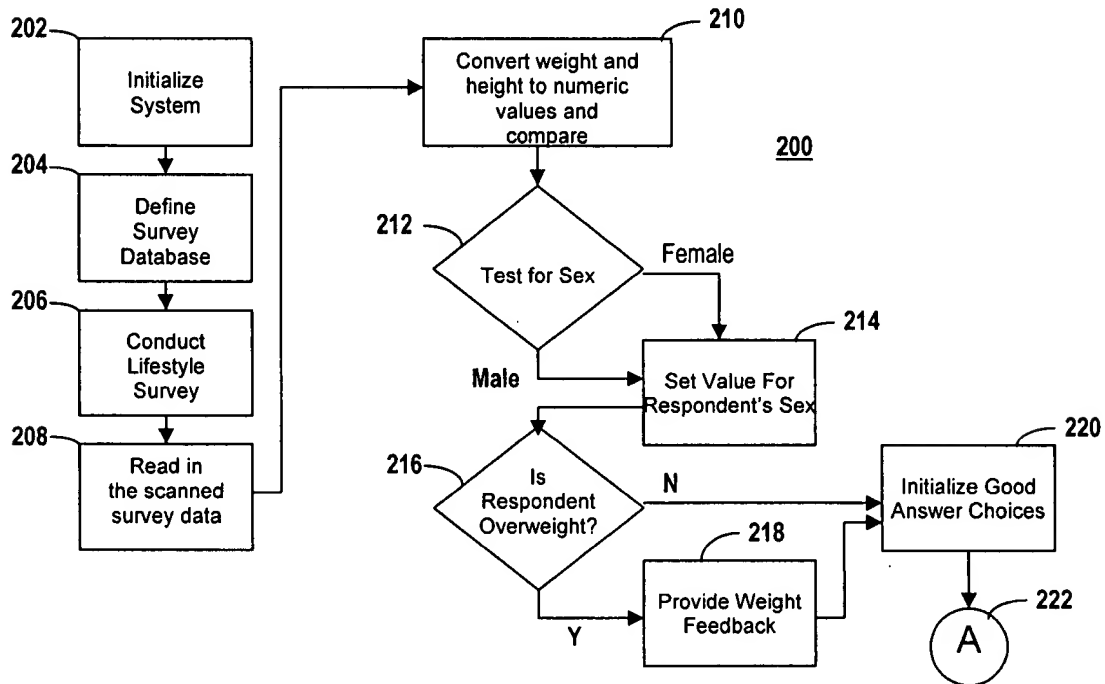 202
Initialize
System
204
Define
Survey
Database
206
Conduct
Lifestyle
Survey
208
Read in
the scanned
survey data
210
Convert weight and
height to numeric
values and
compare
200
212
Test for Sex
Female
Male
214
Set Value For
Respondent's Sex
216
Is
Respondent
Overweight?
N
Y
218
Provide Weight
Feedback
220
Initialize Good
Answer Choices
222
A